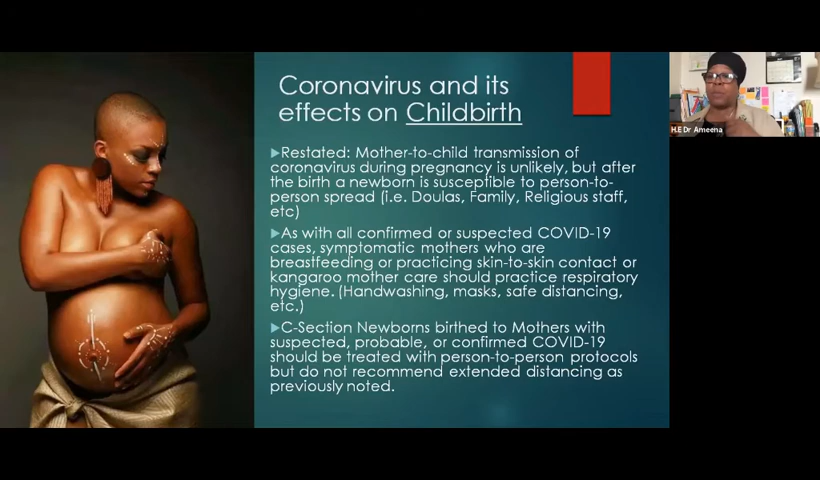 Coronavirus and its
effects on Childbirth
Restated: Mother-to-child transmission of
coronavirus during pregnancy is unlikely, but after
the birth a newborn is susceptible to person-to-
person spread (i.e. Doulas, Family, Religious staff,
etc)
As with all confirmed or suspected COVID-19
cases, symptomatic mothers who are
breastfeeding or practicing skin-to-skin contact or
kangaroo mother care should practice respiratory
hygiene. (Handwashing, masks, safe distancing,
etc.)
C-Section Newborns birthed to Mothers with
suspected, probable, or confirmed COVID-19
should be treated with person-to-person protocols
but do not recommend extended distancing as
previously noted.
H.E Dr Ameena